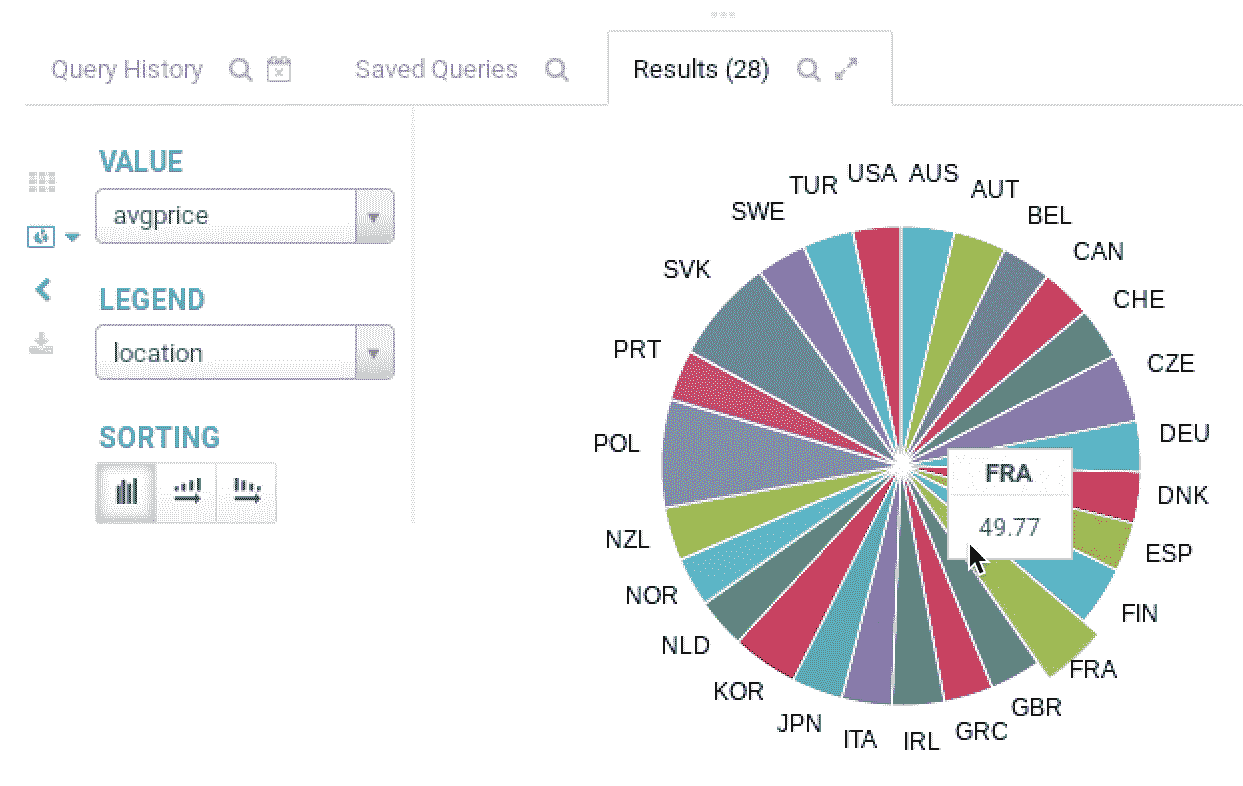 Query History
Saved Queries
Results (28)
VALUE
avgprice
LEGEND
location
SORTING
USA
AUS
AUT
BEL
CAN
CHE
CZE
DEU
DNK
ESP
FIN
FRA
GBR
GRC
IRL
ITA
JPN
KOR
NLD
NOR
NZL
POL
PRT
SVK
SWE
TUR
FRA
49.77